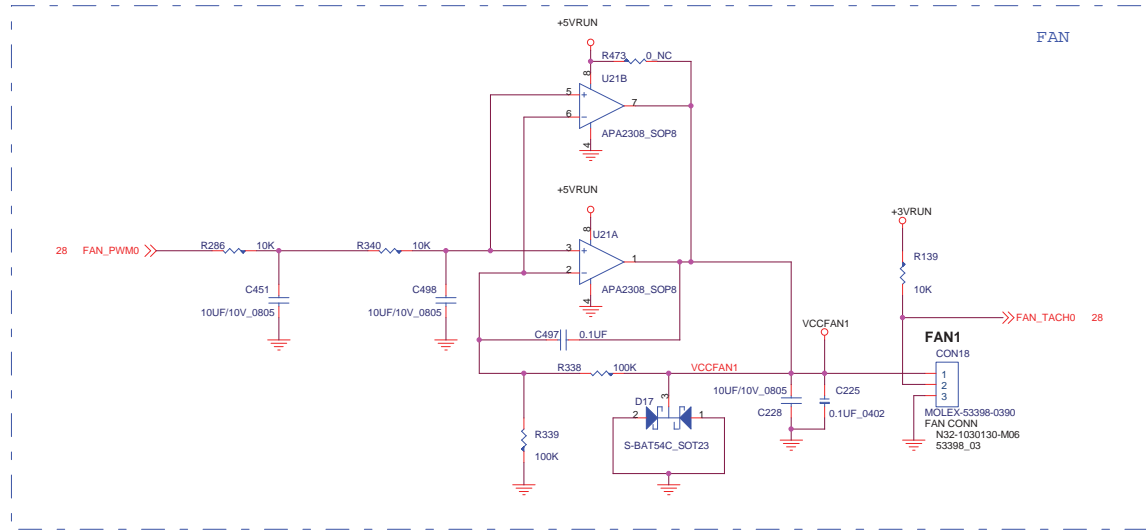 +5VRUN
FAN
R473 0_NC
8
U21B
5 +
7
6 -
APA2308_SOP8
4
+5VRUN
+3VRUN
8
U21A
28 FAN_PWM0 R286 10K R340 10K
3 +
1
R139
2 -
10K
C451
C498
APA2308_SOP8
4
10UF/10V_0805
10UF/10V_0805
FAN_TACH0 28
VCCFAN1
C497 0.1UF
FAN1
CON18
R338 100K
VCCFAN1
1
10UF/10V_0805 C225
2
D17
3
2 1
3
C228
0.1UF_0402
MOLEX-53398-0390
FAN CONN
N32-1030130-M06
53398_03
R339
S-BAT54C_SOT23
100K